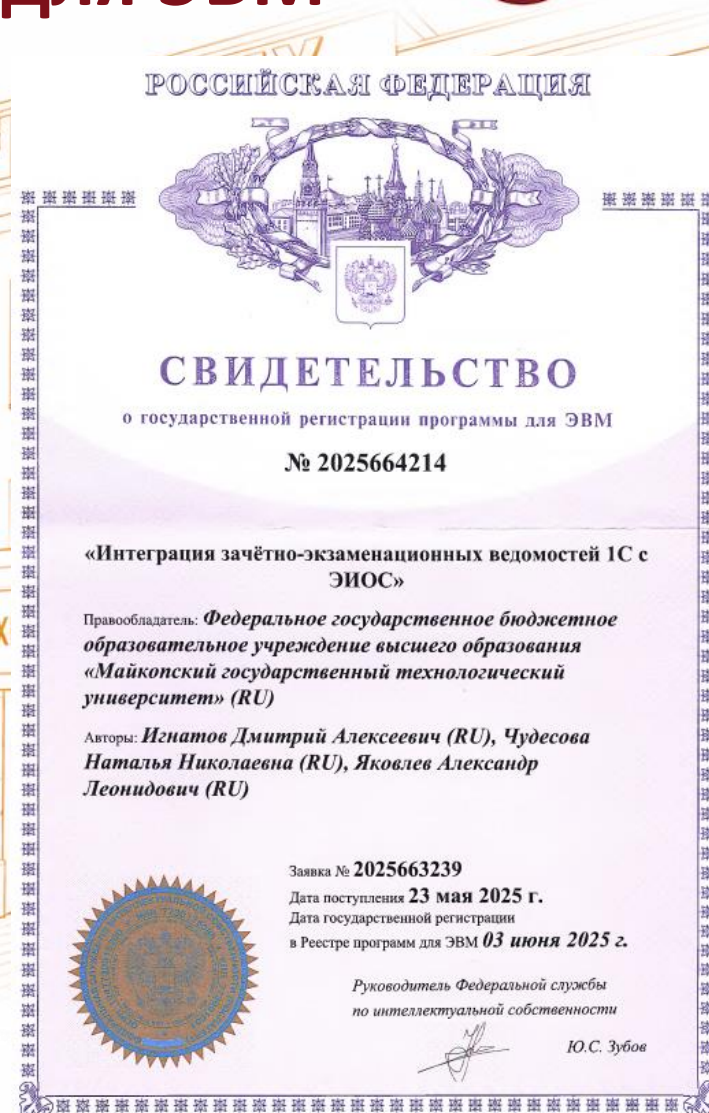 для ЭВМ
РОССИЙСКАЯ ФЕДЕРАЦИЯ
СВИДЕТЕЛЬСТВО
о государственной регистрации программы для ЭВМ
№ 2025664214
«Интеграция зачётно-экзаменационных ведомостей 1С с
ЭИОС»
Правообладатель: Федеральное государственное бюджетное
образовательное учреждение высшего образования
«Майкопский государственный технологический
университет» (RU)
Авторы: Игнатов Дмитрий Алексеевич (RU), Чудесова
Наталья Николаевна (RU), Яковлев Александр
Леонидович (RU)
Заявка № 2025663239
Дата поступления 23 мая 2025 г.
Дата государственной регистрации
в Реестре программ для ЭВМ 03 июня 2025 г.
Руководитель Федеральной службы
по интеллектуальной собственности
Ю.С. Зубов